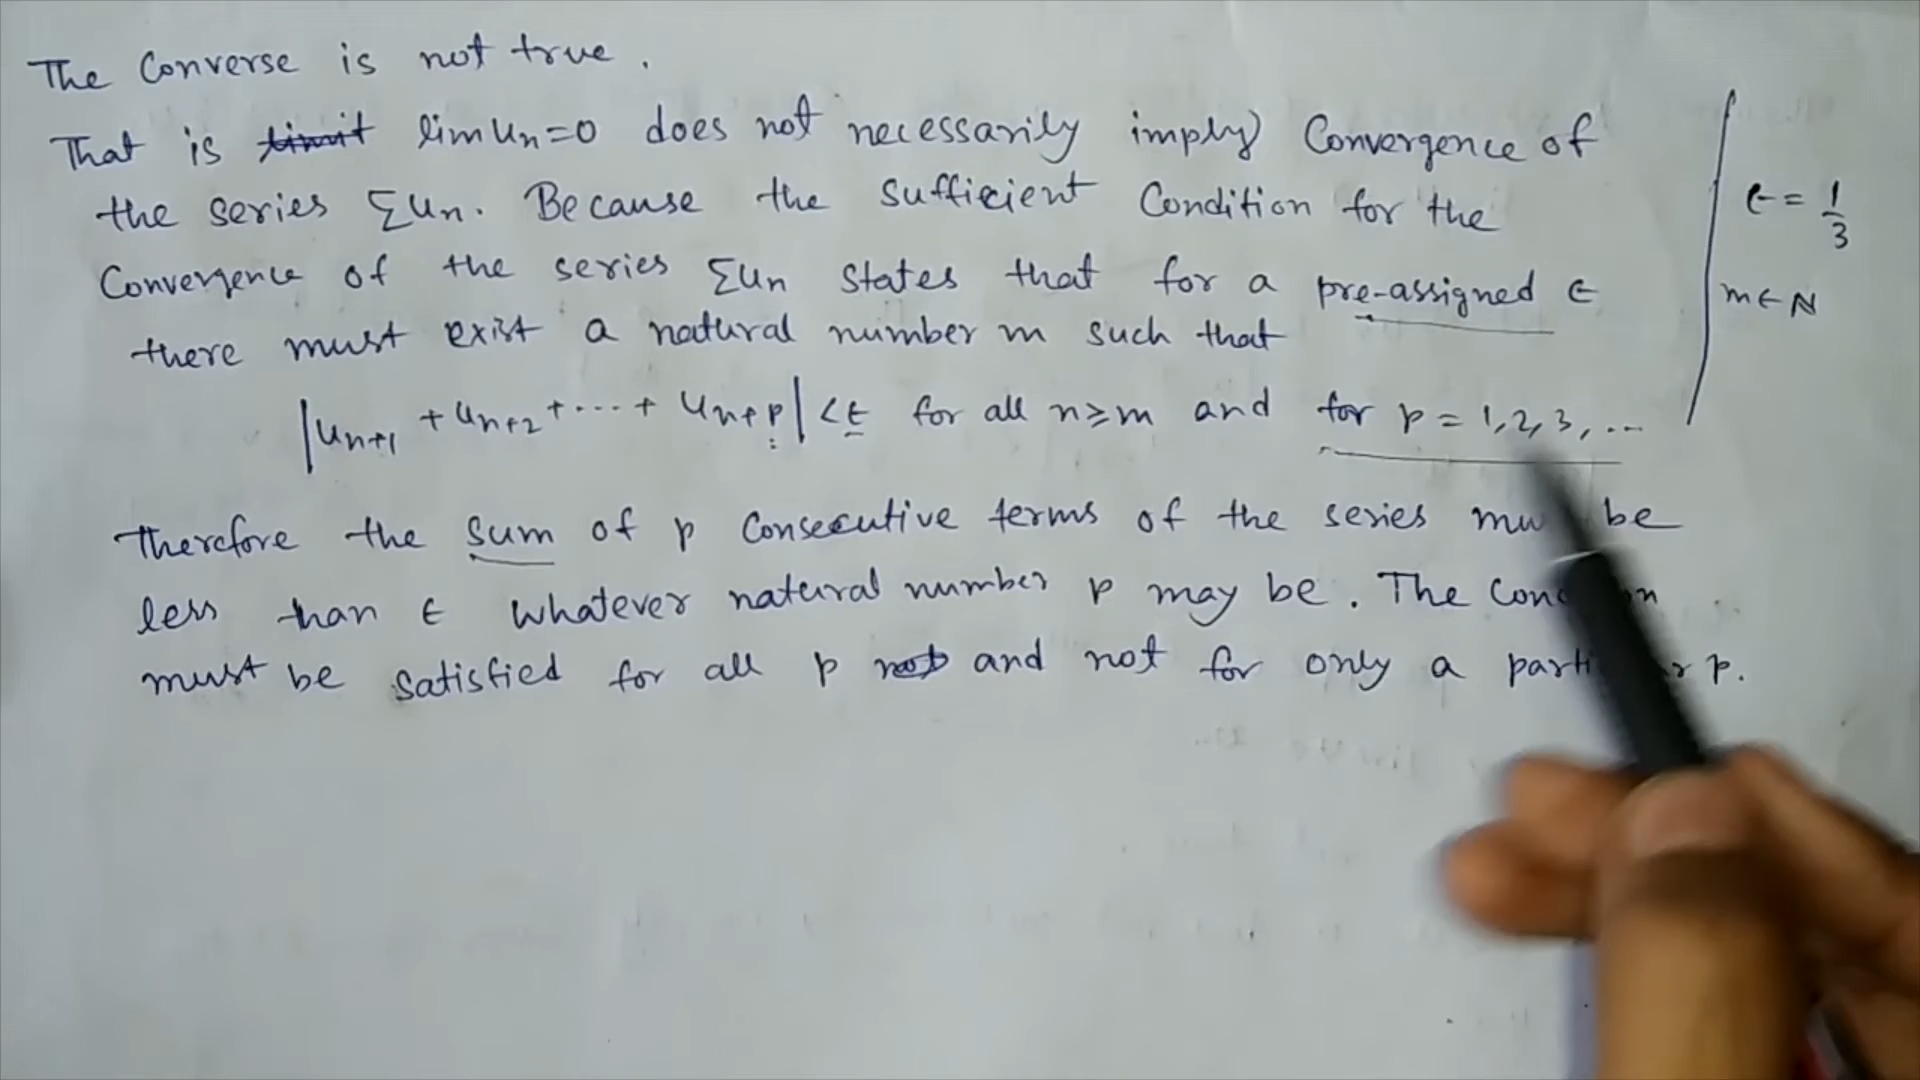 The Converse is not true.
That is limit lim un=0 does not necessarily imply Convergence of
the series Σun. Because the sufficient Condition for the
Convergence of the series Σun states that for a pre-assigned ϵ
there must exist a natural number m such that
|un+1 + un+2 + ... + un+p| < ϵ for all n≥m and for p = 1,2,3,...
Therefore the sum of p consecutive terms of the series be
less than ϵ whatever natural number p may be. The
must be satisfied for all p not and not for only a p.
ϵ = 1/3
m ϵ N